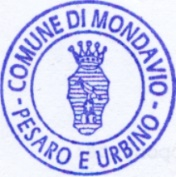 COMUNE DI MONDAVIO
- PESARO E URBINO -